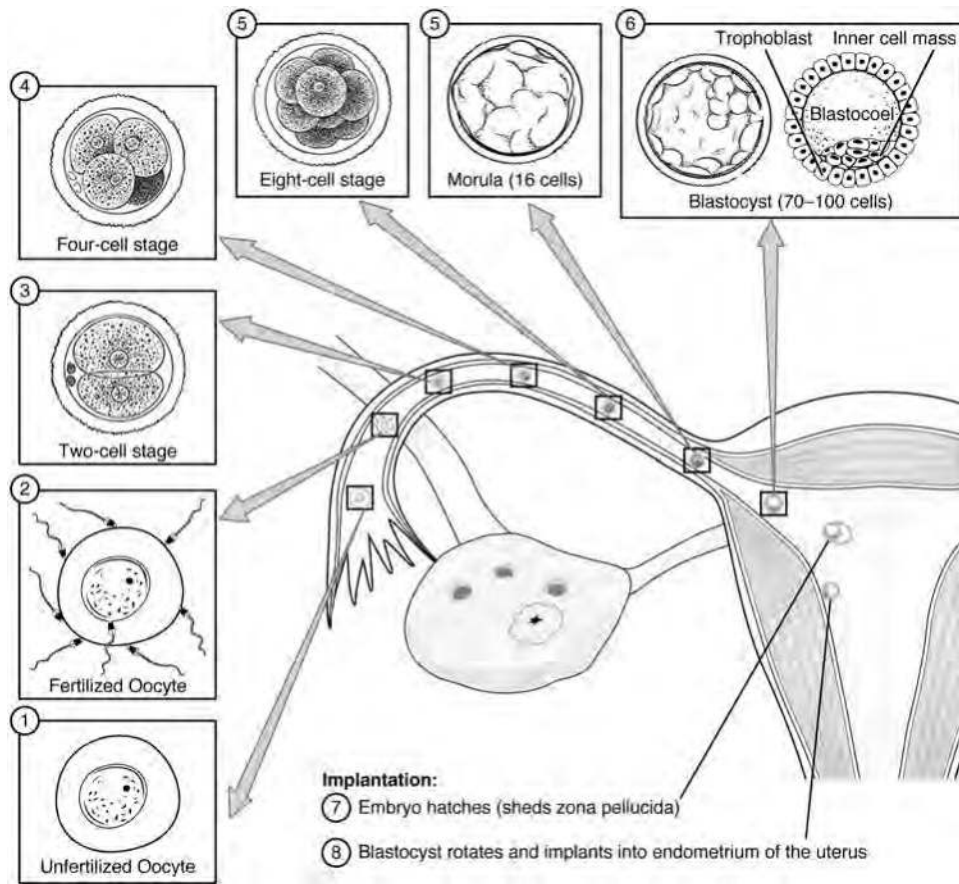 5
Eight-cell stage
5
Morula (16 cells)
6
Trophoblast Inner cell mass
Blastocoel
Blastocyst (70–100 cells)
4
Four-cell stage
3
Two-cell stage
2
Fertilized Oocyte
1
Unfertilized Oocyte
Implantation:
7 Embryo hatches (sheds zona pellucida)
8 Blastocyst rotates and implants into endometrium of the uterus